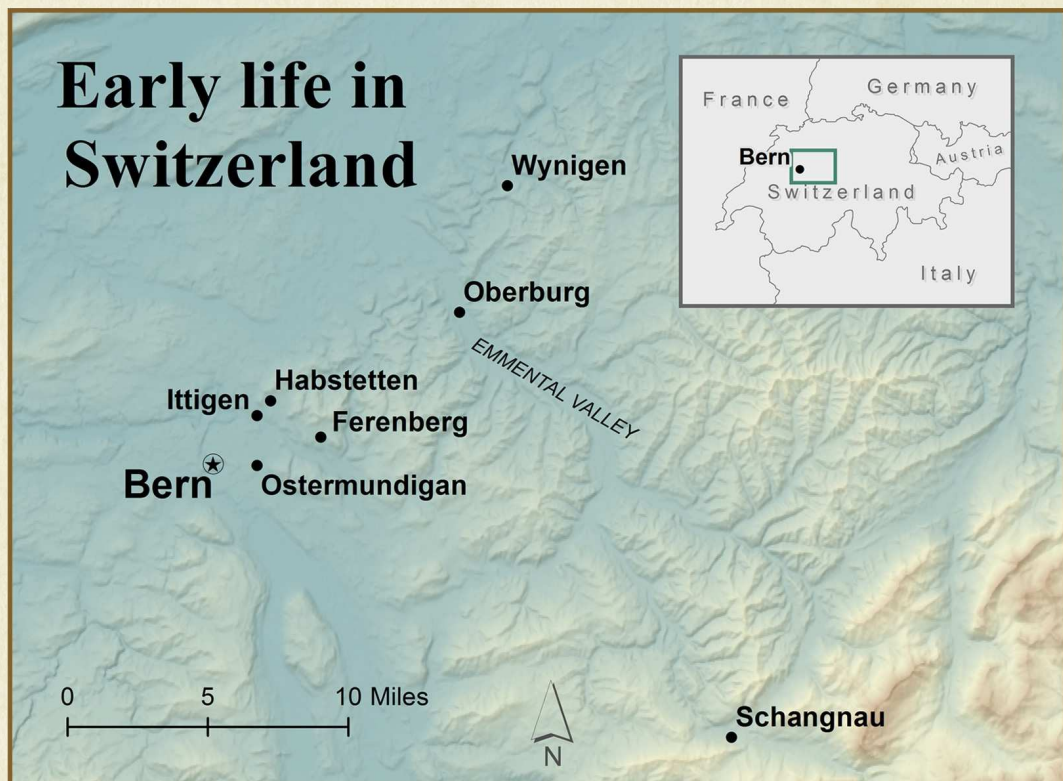 Early life in
Switzerland
France
Germany
Bern
Austria
Switzerland
Italy
Wynigen
Oberburg
EMMENTAL VALLEY
Habstetten
Ittigen
Ferenberg
Bern
Ostermundigan
0 5 10 Miles
N
Schangnau